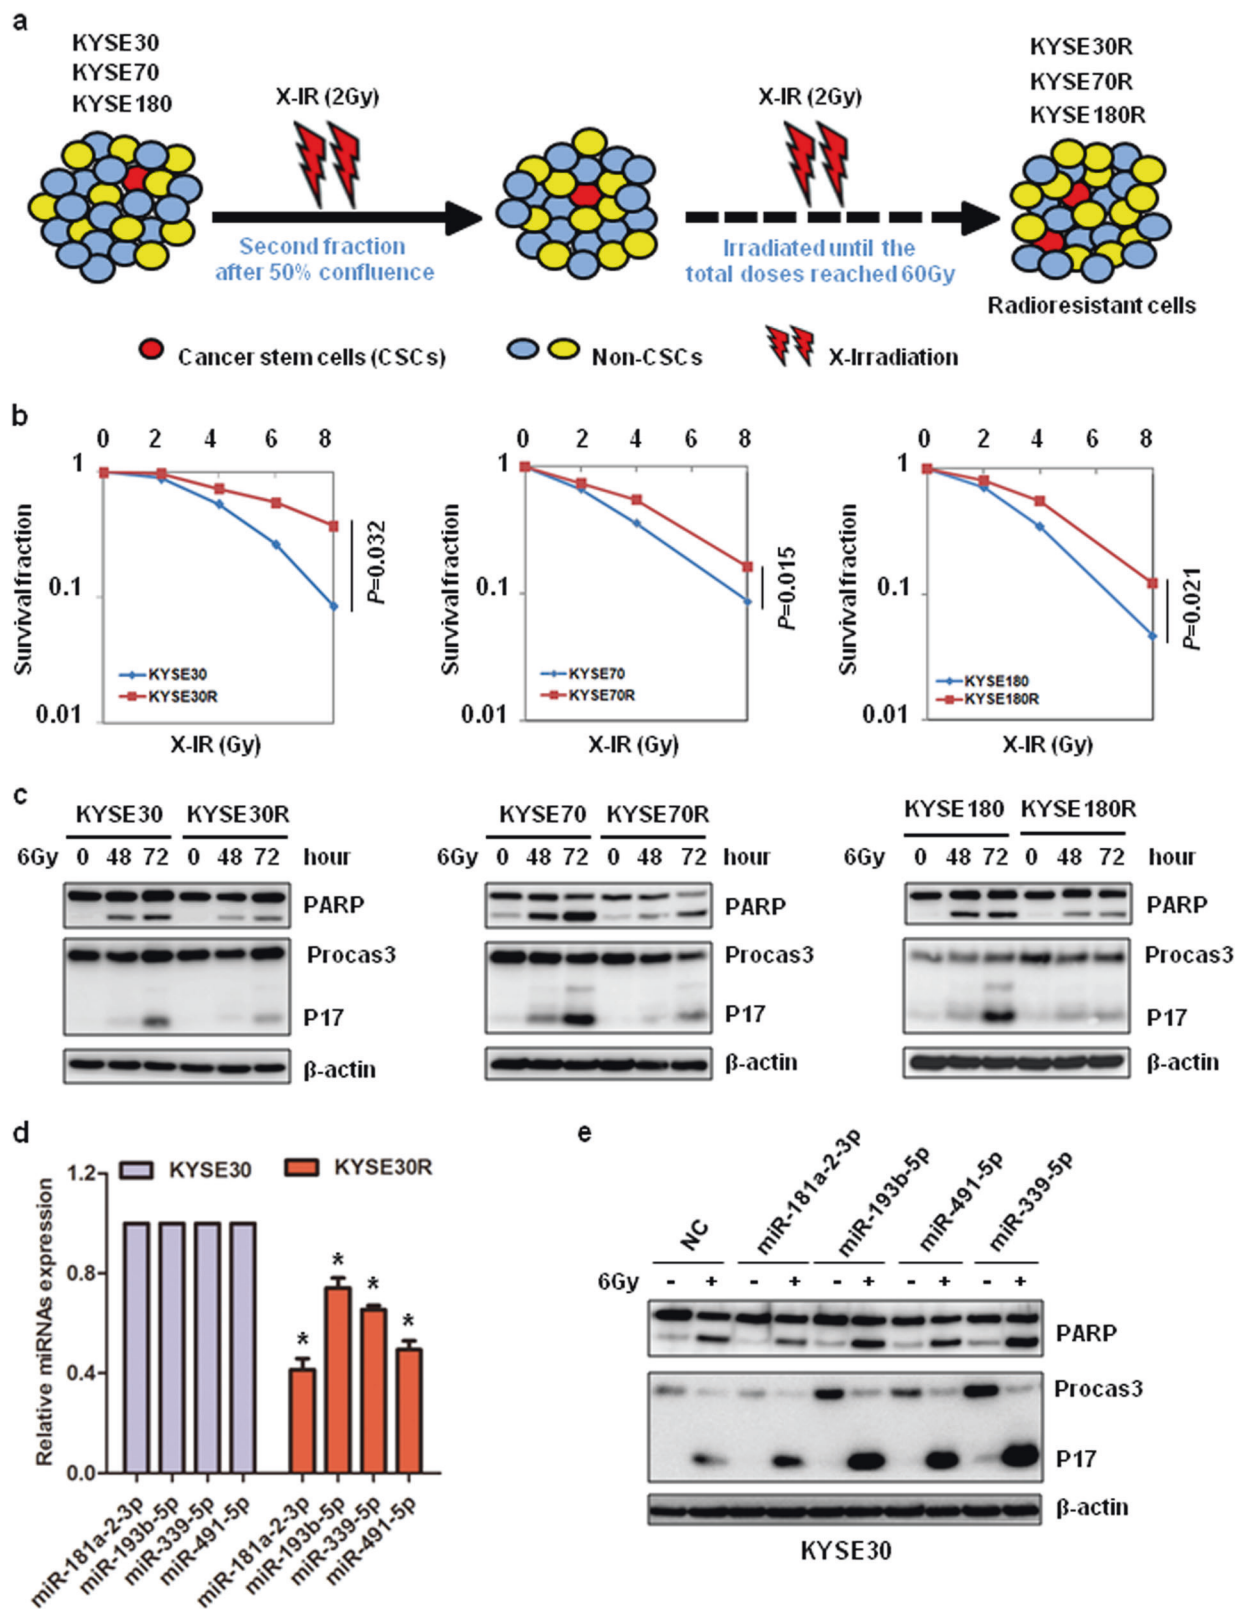 a
KYSE30
KYSE70
KYSE180
X-IR (2Gy)
Second fraction
after 50% confluence
X-IR (2Gy)
Irradiated until the
total doses reached 60Gy
KYSE30R
KYSE70R
KYSE180R
Radioresistant cells
Cancer stem cells (CSCs)
Non-CSCs
X-Irradiation
b
0 2 4 6 8
1
0.1
0.01
Survival fraction
P=0.032
KYSE30
KYSE30R
X-IR (Gy)
0 2 4 6 8
1
0.1
0.01
Survival fraction
P=0.015
KYSE70
KYSE70R
X-IR (Gy)
0 2 4 6 8
1
0.1
0.01
Survival fraction
P=0.021
KYSE180
KYSE180R
X-IR (Gy)
c
KYSE30 KYSE30R
6Gy 0 48 72 0 48 72 hour
PARP
Procas3
P17
β-actin
KYSE70 KYSE70R
6Gy 0 48 72 0 48 72 hour
PARP
Procas3
P17
β-actin
KYSE180 KYSE180R
6Gy 0 48 72 0 48 72 hour
PARP
Procas3
P17
β-actin
d
KYSE30 KYSE30R
Relative miRNAs expression
1.2
0.8
0.4
0.0
* * * *
miR-181a-2-3p
miR-193b-5p
miR-339-5p
miR-491-5p
miR-181a-2-3p
miR-193b-5p
miR-339-5p
miR-491-5p
e
NC
miR-181a-2-3p
miR-193b-5p
miR-491-5p
miR-339-5p
6Gy - + - + - + - + - +
PARP
Procas3
P17
β-actin
KYSE30